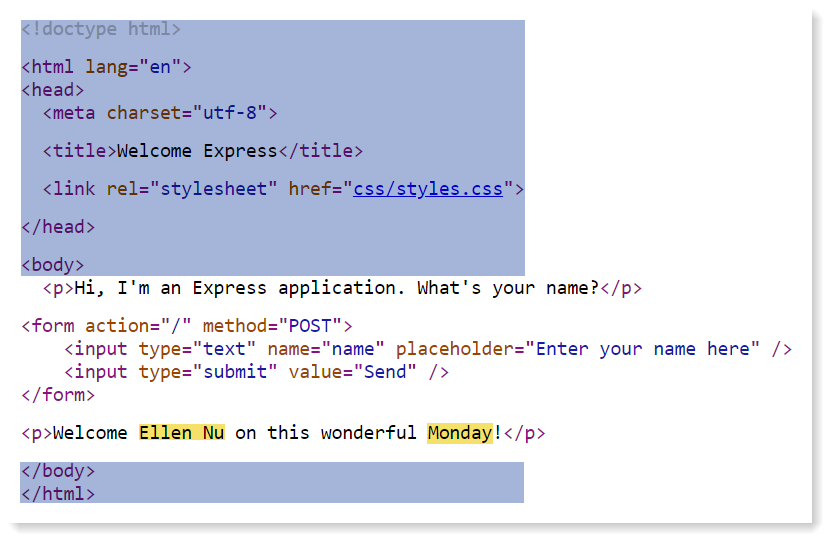 <!doctype html>
<html lang="en">
<head>
<meta charset="utf-8">
<title>Welcome Express</title>
<link rel="stylesheet" href="css/styles.css">
</head>
<body>
<p>Hi, I'm an Express application. What's your name?</p>
<form action="/" method="POST">
<input type="text" name="name" placeholder="Enter your name here" />
<input type="submit" value="Send" />
</form>
<p>Welcome Ellen Nu on this wonderful Monday!</p>
</body>
</html>